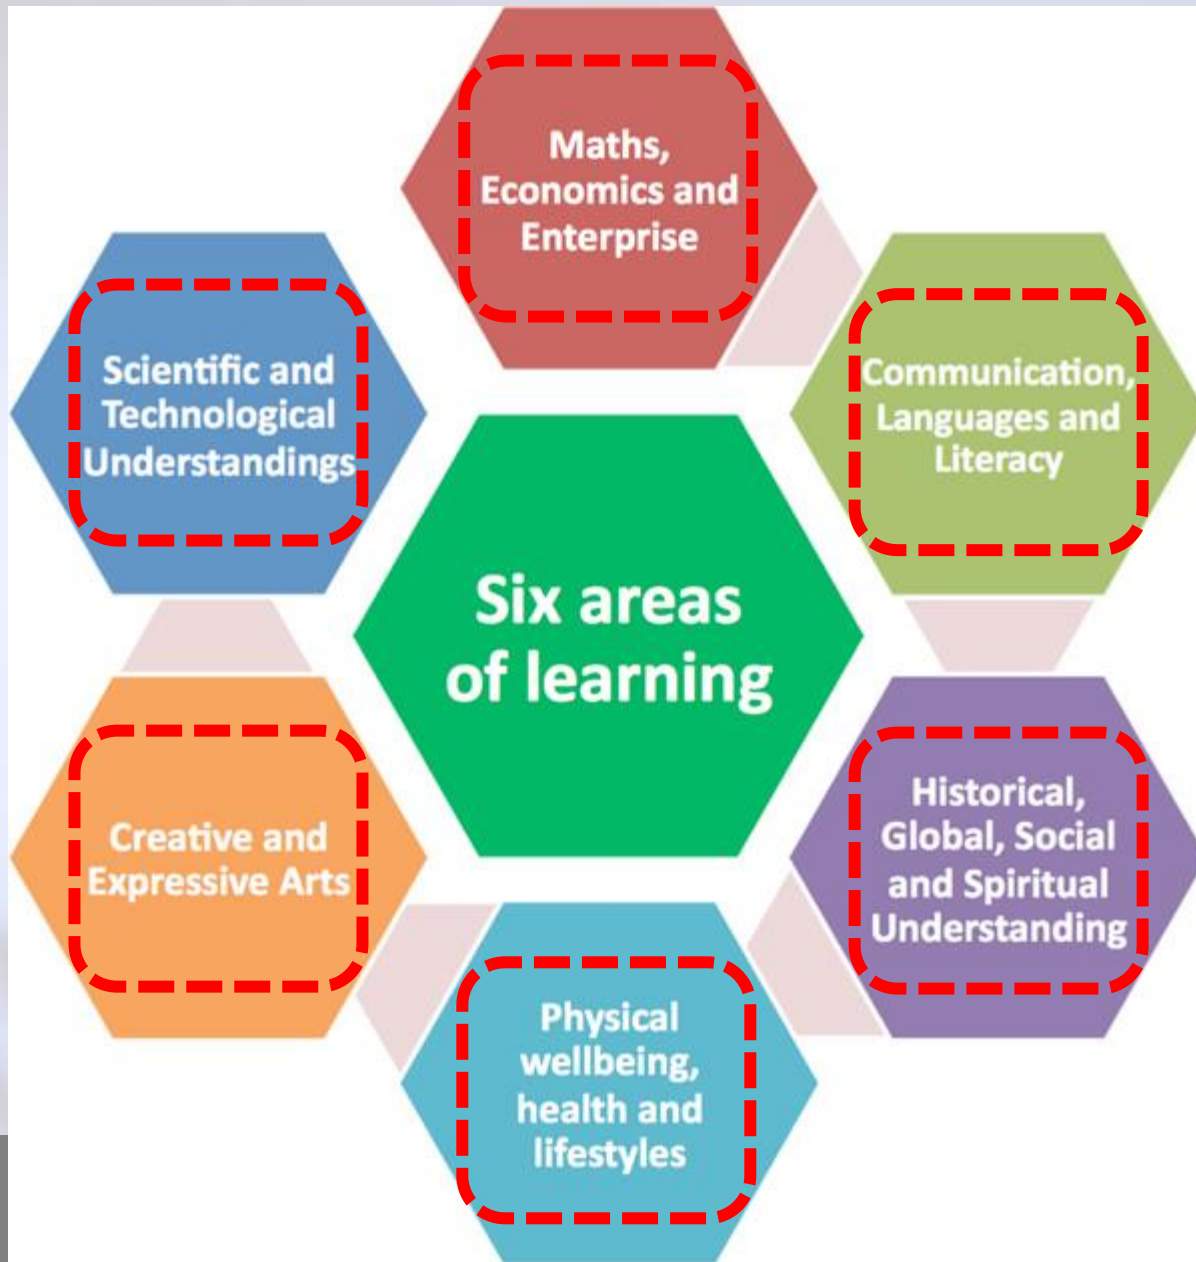 Maths,
Economics and
Enterprise
Scientific and
Technological
Understandings
Communication,
Languages and
Literacy
Six areas
of learning
Creative and
Expressive Arts
Historical,
Global, Social
and Spiritual
Understanding
Physical
wellbeing,
health and
lifestyles